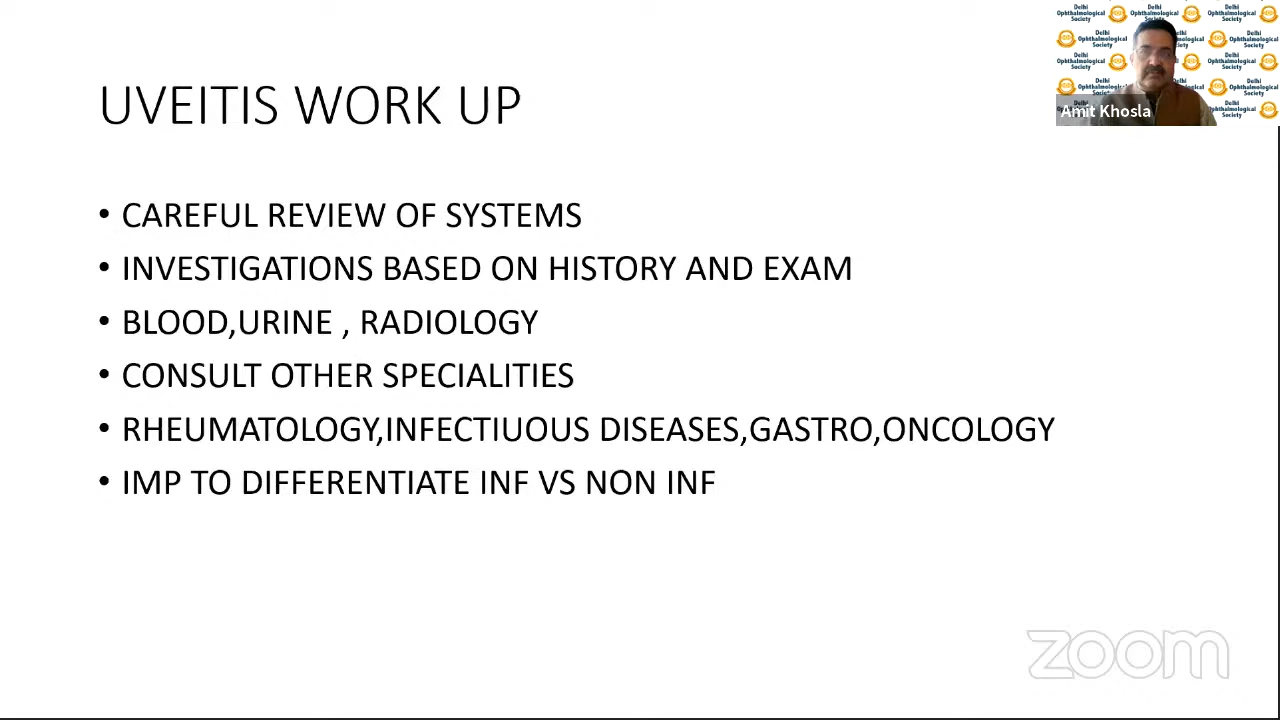 UVEITIS WORK UP
• CAREFUL REVIEW OF SYSTEMS
• INVESTIGATIONS BASED ON HISTORY AND EXAM
• BLOOD,URINE , RADIOLOGY
• CONSULT OTHER SPECIALITIES
• RHEUMATOLOGY,INFECTIUOUS DISEASES,GASTRO,ONCOLOGY
• IMP TO DIFFERENTIATE INF VS NON INF
Delhi Ophthalmological Society
Amit Khosla
zoom